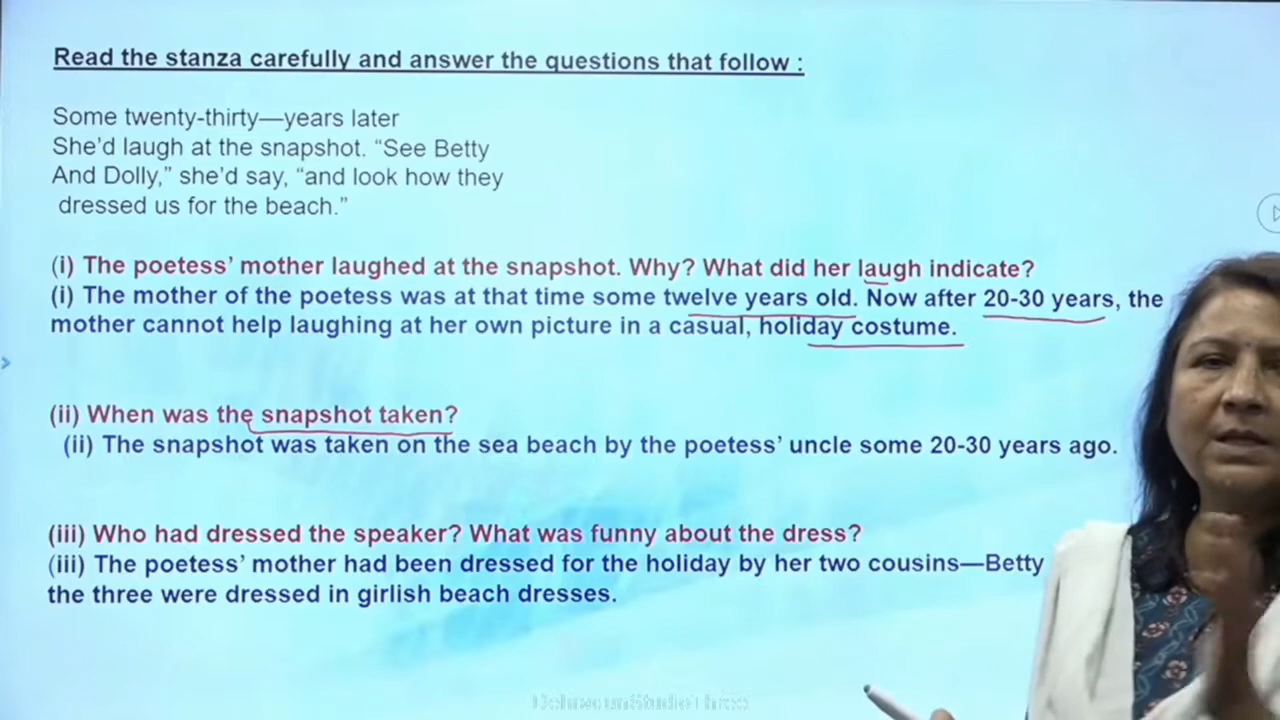 Read the stanza carefully and answer the questions that follow :
Some twenty-thirty—years later
She’d laugh at the snapshot. “See Betty
And Dolly,” she’d say, “and look how they
dressed us for the beach.”
(i) The poetess’ mother laughed at the snapshot. Why? What did her laugh indicate?
(i) The mother of the poetess was at that time some twelve years old. Now after 20-30 years, the
mother cannot help laughing at her own picture in a casual, holiday costume.
(ii) When was the snapshot taken?
(ii) The snapshot was taken on the sea beach by the poetess’ uncle some 20-30 years ago.
(iii) Who had dressed the speaker? What was funny about the dress?
(iii) The poetess’ mother had been dressed for the holiday by her two cousins—Betty
the three were dressed in girlish beach dresses.